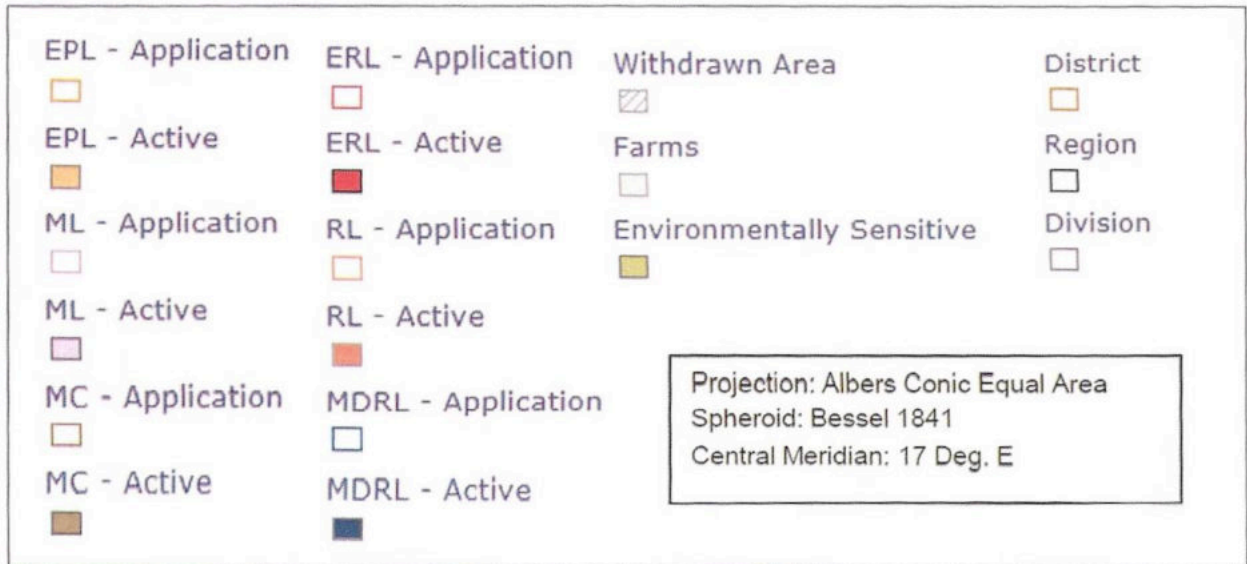 EPL - Application
EPL - Active
ML - Application
ML - Active
MC - Application
MC - Active
ERL - Application
ERL - Active
RL - Application
RL - Active
MDRL - Application
MDRL - Active
Withdrawn Area
Farms
Environmentally Sensitive
District
Region
Division
Projection: Albers Conic Equal Area
Spheroid: Bessel 1841
Central Meridian: 17 Deg. E